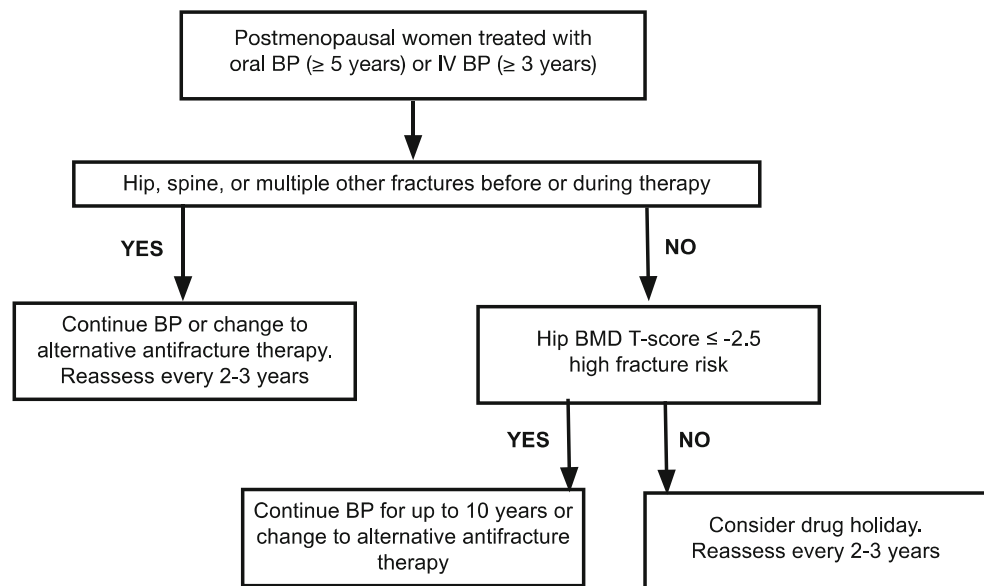 Postmenopausal women treated with
oral BP (≥ 5 years) or IV BP (≥ 3 years)
Hip, spine, or multiple other fractures before or during therapy
YES
NO
Continue BP or change to
alternative antifracture therapy.
Reassess every 2-3 years
Hip BMD T-score ≤ -2.5
high fracture risk
YES
NO
Continue BP for up to 10 years or
change to alternative antifracture
therapy
Consider drug holiday.
Reassess every 2-3 years